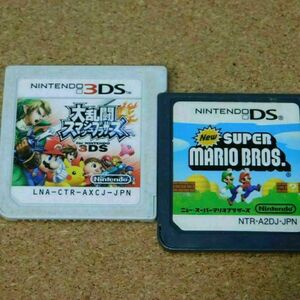 NINTENDO 3DS
大乱闘
スマッシュブラザーズ
for NINTENDO
3DS
Nintendo
LNA-CTR-AXCJ-JPN
NINTENDO DS
New
SUPER
MARIO BROS.
ニュー・スーパーマリオブラザーズ
Nintendo
NTR-A2DJ-JPN